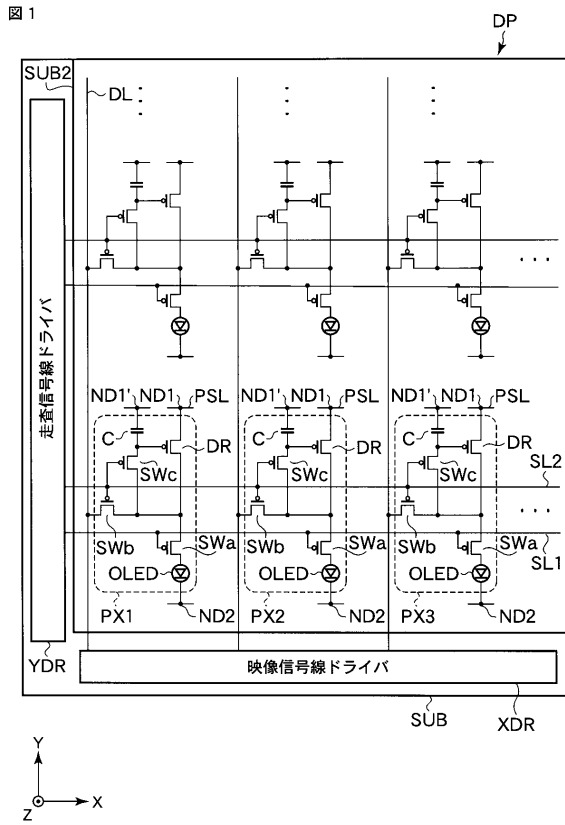 図1
DP
SUB2
DL
走査信号線ドライバ
ND1' ND1 PSL ND1' ND1 PSL ND1' ND1 PSL
C C C
DR DR DR
SWc SWc SWc
SL2
SWb SWa SWb SWa SWb SWa
SL1
OLED OLED OLED
PX1 ND2 PX2 ND2 PX3 ND2
YDR
映像信号線ドライバ
SUB
XDR
Y
X
Z